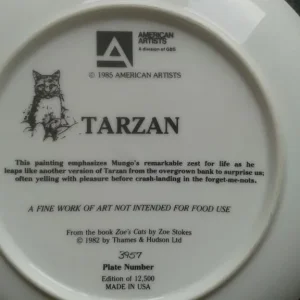 AMERICAN
ARTISTS
A division of GSS
© 1985 AMERICAN ARTISTS
TARZAN
This painting emphasizes Mungo's remarkable zest for life as he
leaps like another version of Tarzan from the overgrown bank to surprise us;
often yelling with pleasure before crash-landing in the forget-me-nots.
A FINE WORK OF ART NOT INTENDED FOR FOOD USE
From the book Zoe's Cats by Zoe Stokes
© 1982 by Thames & Hudson Ltd
3957
Plate Number
Edition of 12,500
MADE IN USA